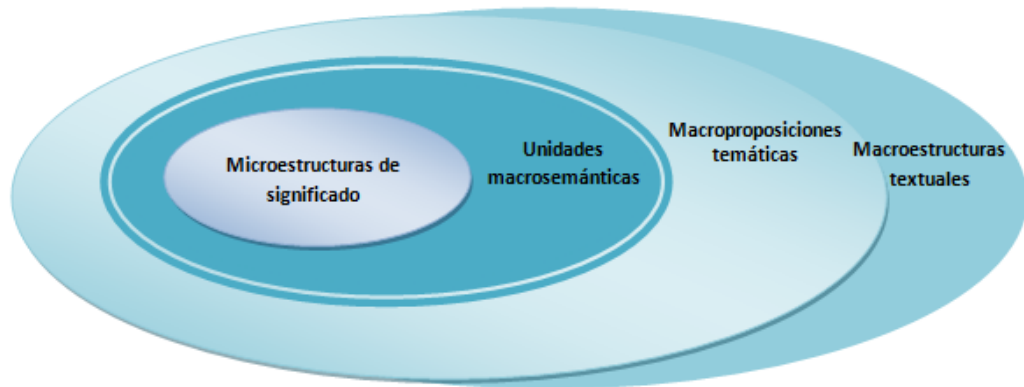 Microestructuras de
significado
Unidades
macrosemánticas
Macroproposiciones
temáticas
Macroestructuras
textuales